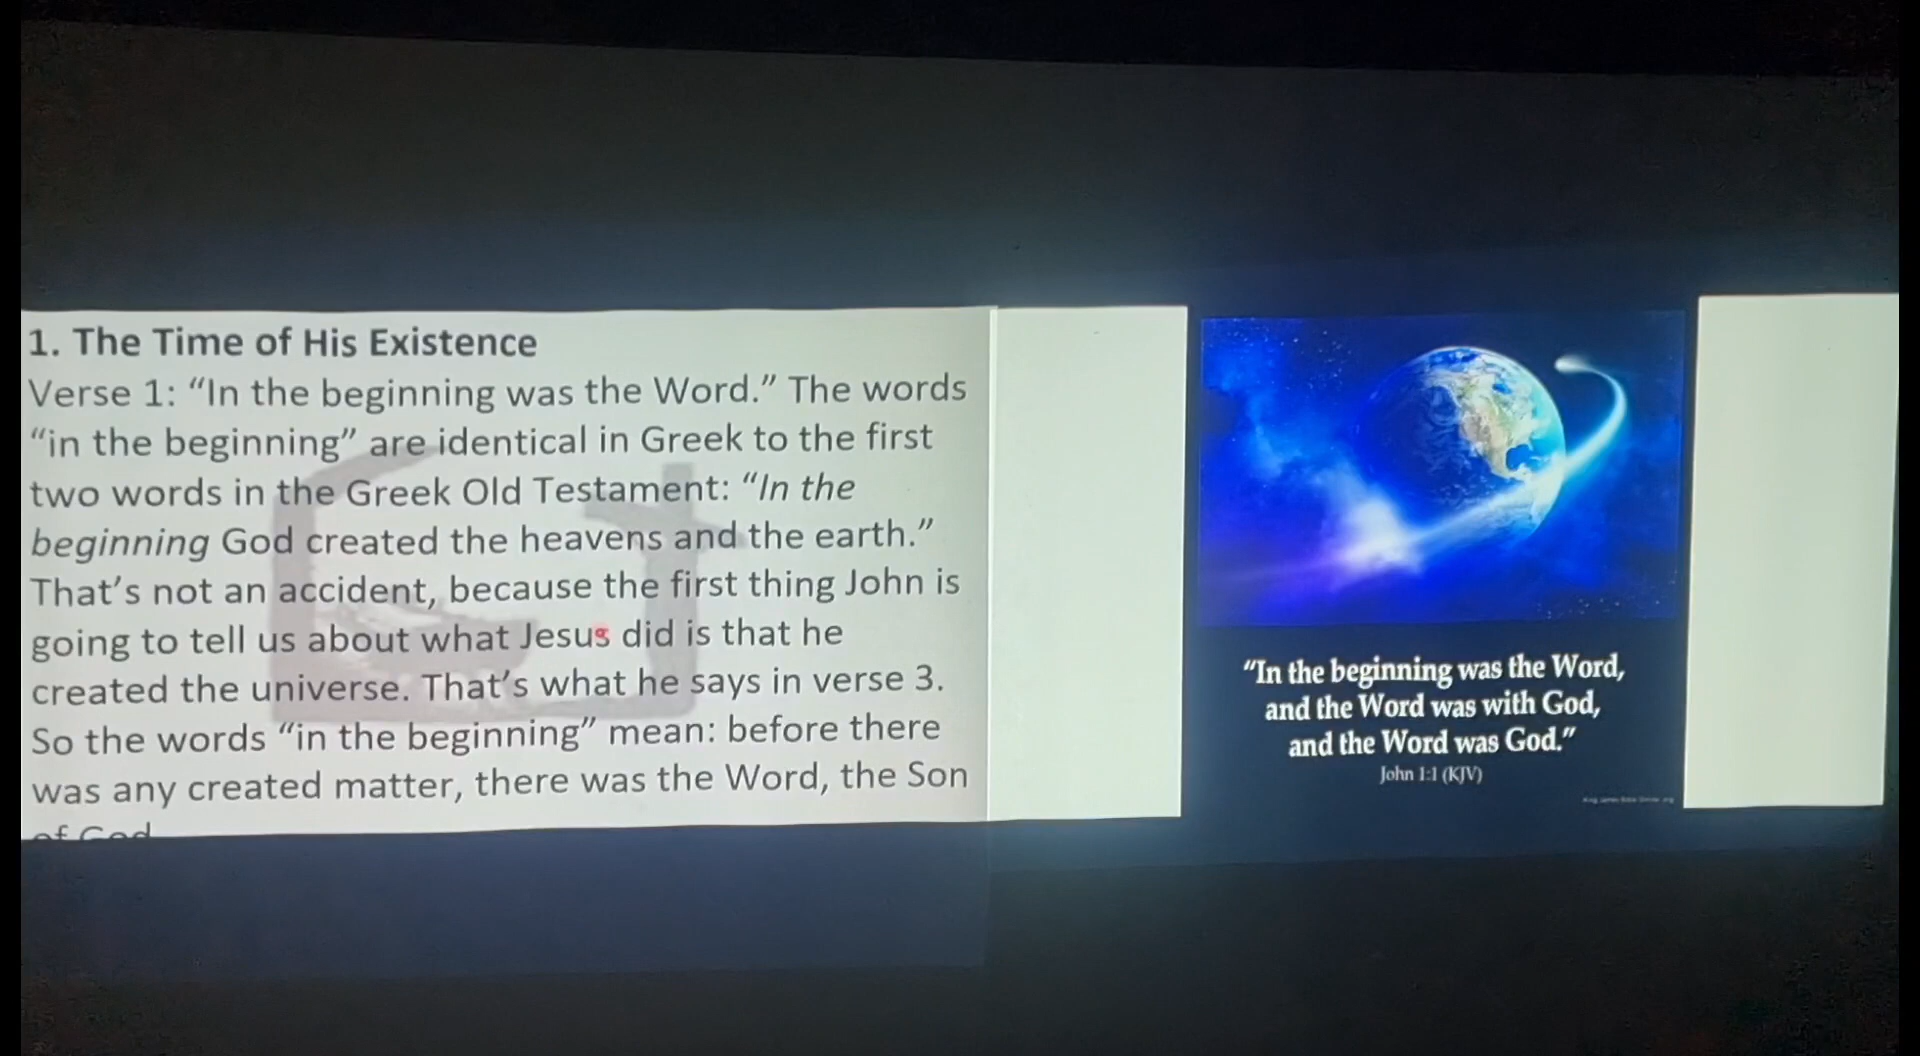 1. The Time of His Existence
Verse 1: “In the beginning was the Word.” The words
“in the beginning” are identical in Greek to the first
two words in the Greek Old Testament: “In the
beginning God created the heavens and the earth.”
That’s not an accident, because the first thing John is
going to tell us about what Jesus did is that he
created the universe. That’s what he says in verse 3.
So the words “in the beginning” mean: before there
was any created matter, there was the Word, the Son
of God
“In the beginning was the Word,
and the Word was with God,
and the Word was God.”
John 1:1 (KJV)